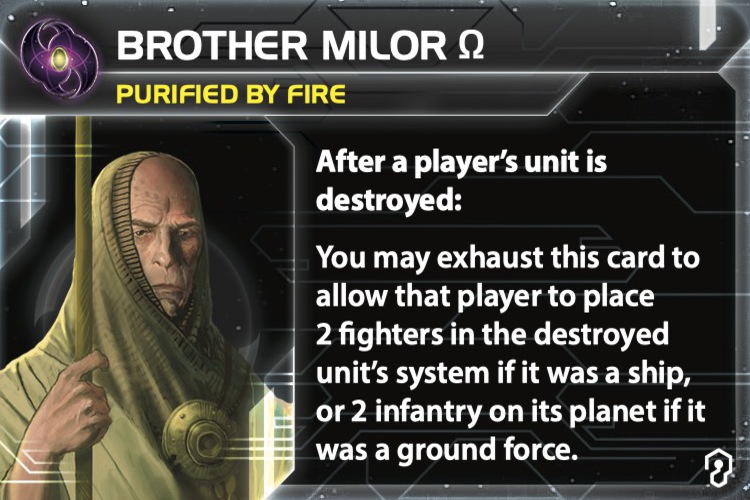 BROTHER MILOR Ω
PURIFIED BY FIRE
After a player's unit is
destroyed:
You may exhaust this card to
allow that player to place
2 fighters in the destroyed
unit's system if it was a ship,
or 2 infantry on its planet if it
was a ground force.